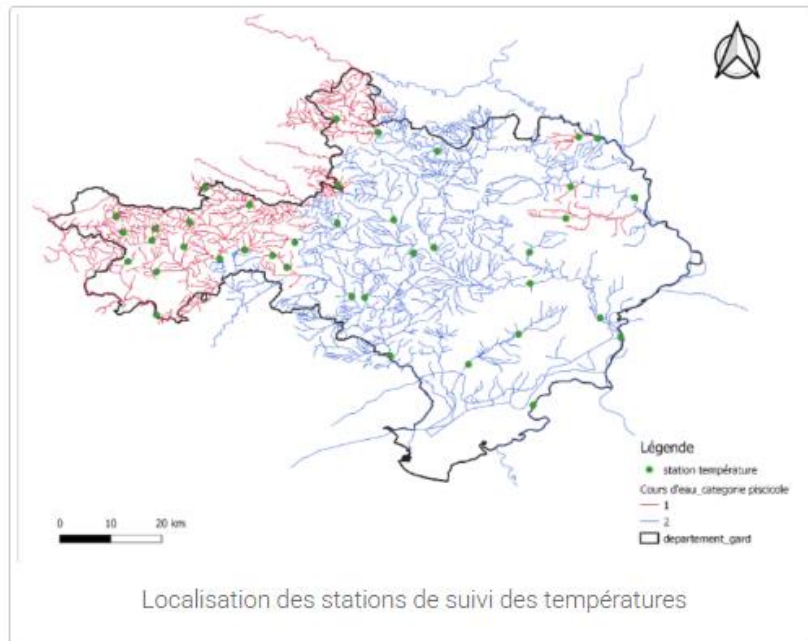 Légende
station température
Cours d'eau_categorie piscicole
1
2
departement_gard
0 10 20 km
Localisation des stations de suivi des températures